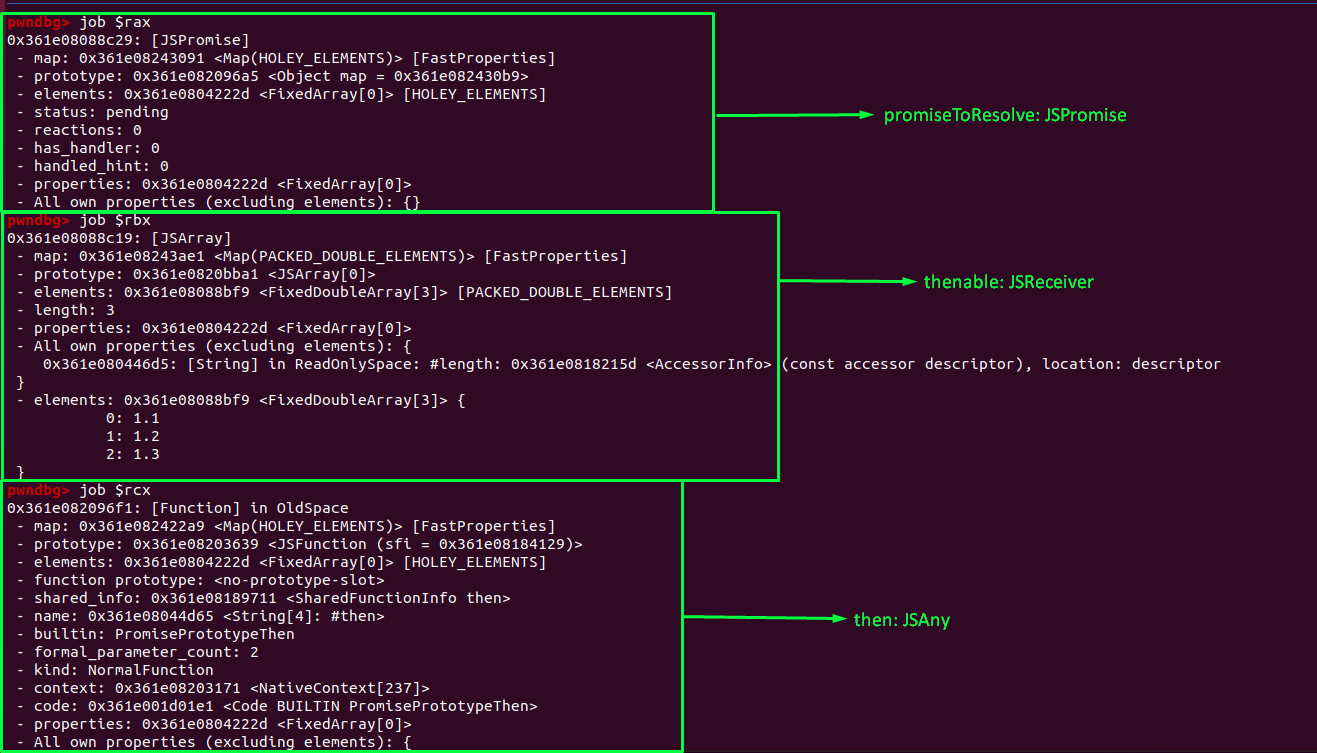 pwndbg> job $rax
0x361e08088c29: [JSPromise]
 - map: 0x361e08243091 <Map(HOLEY_ELEMENTS)> [FastProperties]
 - prototype: 0x361e082096a5 <Object map = 0x361e082430b9>
 - elements: 0x361e0804222d <FixedArray[0]> [HOLEY_ELEMENTS]
 - status: pending
 - reactions: 0
 - has_handler: 0
 - handled_hint: 0
 - properties: 0x361e0804222d <FixedArray[0]>
 - All own properties (excluding elements): {}
promiseToResolve: JSPromise
pwndbg> job $rbx
0x361e08088c19: [JSArray]
 - map: 0x361e08243ae1 <Map(PACKED_DOUBLE_ELEMENTS)> [FastProperties]
 - prototype: 0x361e0820bba1 <JSArray[0]>
 - elements: 0x361e08088bf9 <FixedDoubleArray[3]> [PACKED_DOUBLE_ELEMENTS]
 - length: 3
 - properties: 0x361e0804222d <FixedArray[0]>
 - All own properties (excluding elements): {
    0x361e080446d5: [String] in ReadOnlySpace: #length: 0x361e0818215d <AccessorInfo> (const accessor descriptor), location: descriptor
 }
 - elements: 0x361e08088bf9 <FixedDoubleArray[3]> {
           0: 1.1
           1: 1.2
           2: 1.3
 }
thenable: JSReceiver
pwndbg> job $rcx
0x361e082096f1: [Function] in OldSpace
 - map: 0x361e082422a9 <Map(HOLEY_ELEMENTS)> [FastProperties]
 - prototype: 0x361e08203639 <JSFunction (sfi = 0x361e08184129)>
 - elements: 0x361e0804222d <FixedArray[0]> [HOLEY_ELEMENTS]
 - function prototype: <no-prototype-slot>
 - shared_info: 0x361e08189711 <SharedFunctionInfo then>
 - name: 0x361e08044d65 <String[4]: #then>
 - builtin: PromisePrototypeThen
 - formal_parameter_count: 2
 - kind: NormalFunction
 - context: 0x361e08203171 <NativeContext[237]>
 - code: 0x361e001d01e1 <Code BUILTIN PromisePrototypeThen>
 - properties: 0x361e0804222d <FixedArray[0]>
 - All own properties (excluding elements): {
then: JSAny